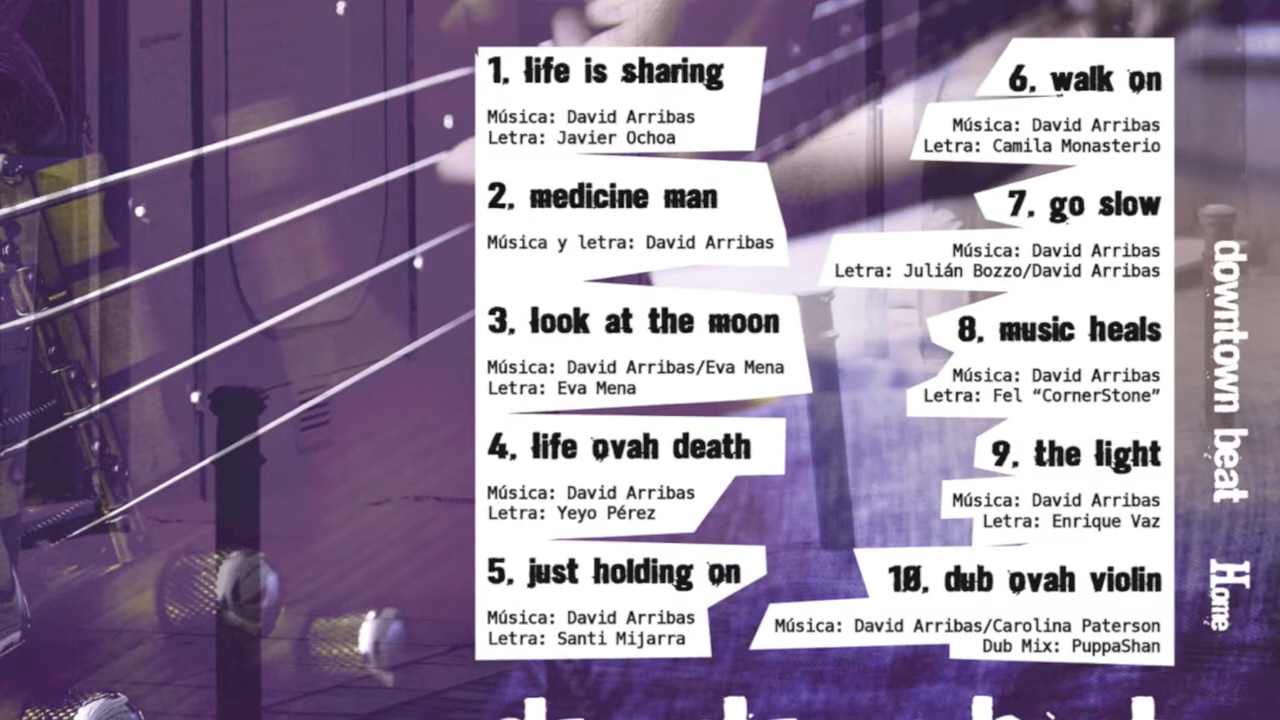 1. life is sharing
Música: David Arribas
Letra: Javier Ochoa
2. medicine man
Música y letra: David Arribas
3. look at the moon
Música: David Arribas/Eva Mena
Letra: Eva Mena
4. life ovah death
Música: David Arribas
Letra: Yeyo Pérez
5. just holding on
Música: David Arribas
Letra: Santi Mijarra
6. walk on
Música: David Arribas
Letra: Camila Monasterio
7. go slow
Música: David Arribas
Letra: Julián Bozzo/David Arribas
8. music heals
Música: David Arribas
Letra: Fel “CornerStone”
9. the light
Música: David Arribas
Letra: Enrique Vaz
10. dub ovah violin
Música: David Arribas/Carolina Paterson
Dub Mix: PuppaShan
downtown beat
Home